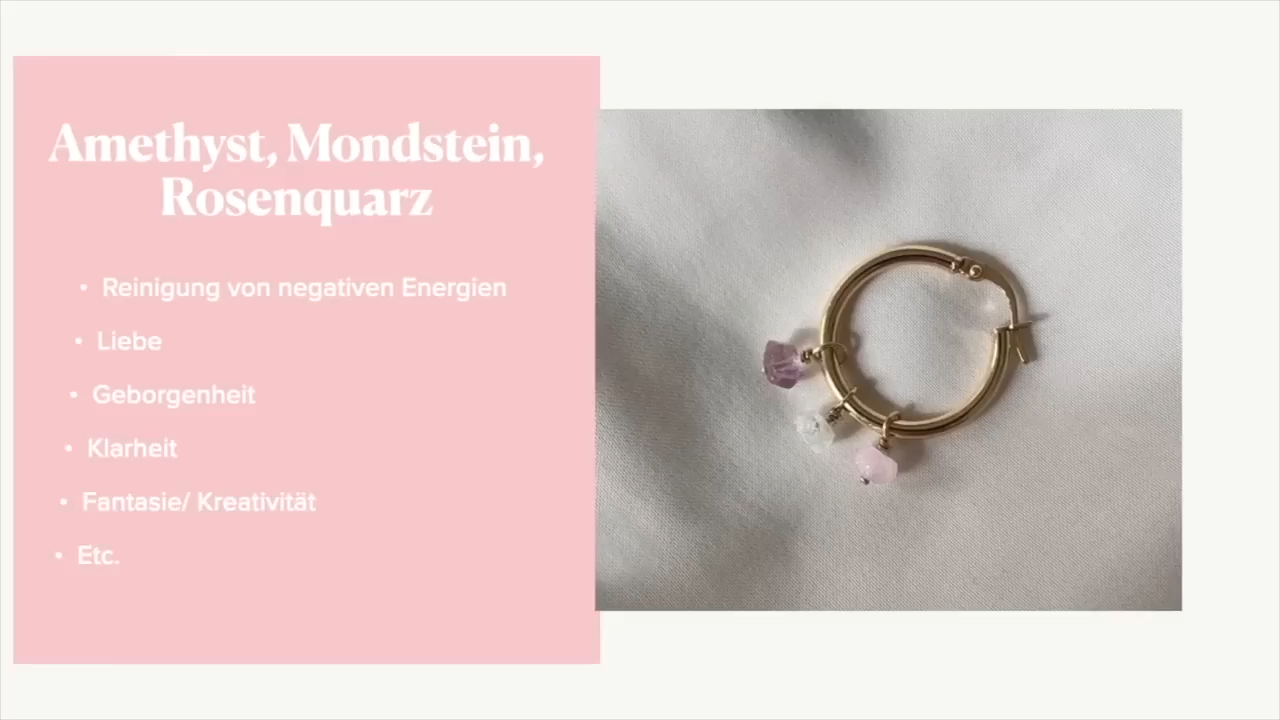 Amethyst, Mondstein,
Rosenquarz
• Reinigung von negativen Energien
• Liebe
• Geborgenheit
• Klarheit
• Fantasie/ Kreativität
• Etc.